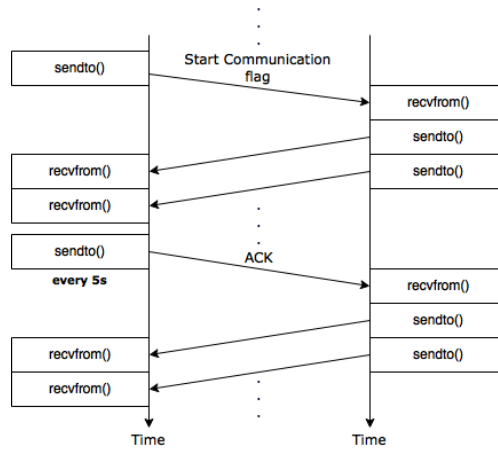 Start Communication
flag
sendto()
recvfrom()
sendto()
recvfrom()
sendto()
recvfrom()
sendto()
ACK
every 5s
recvfrom()
sendto()
recvfrom()
sendto()
recvfrom()
Time
Time